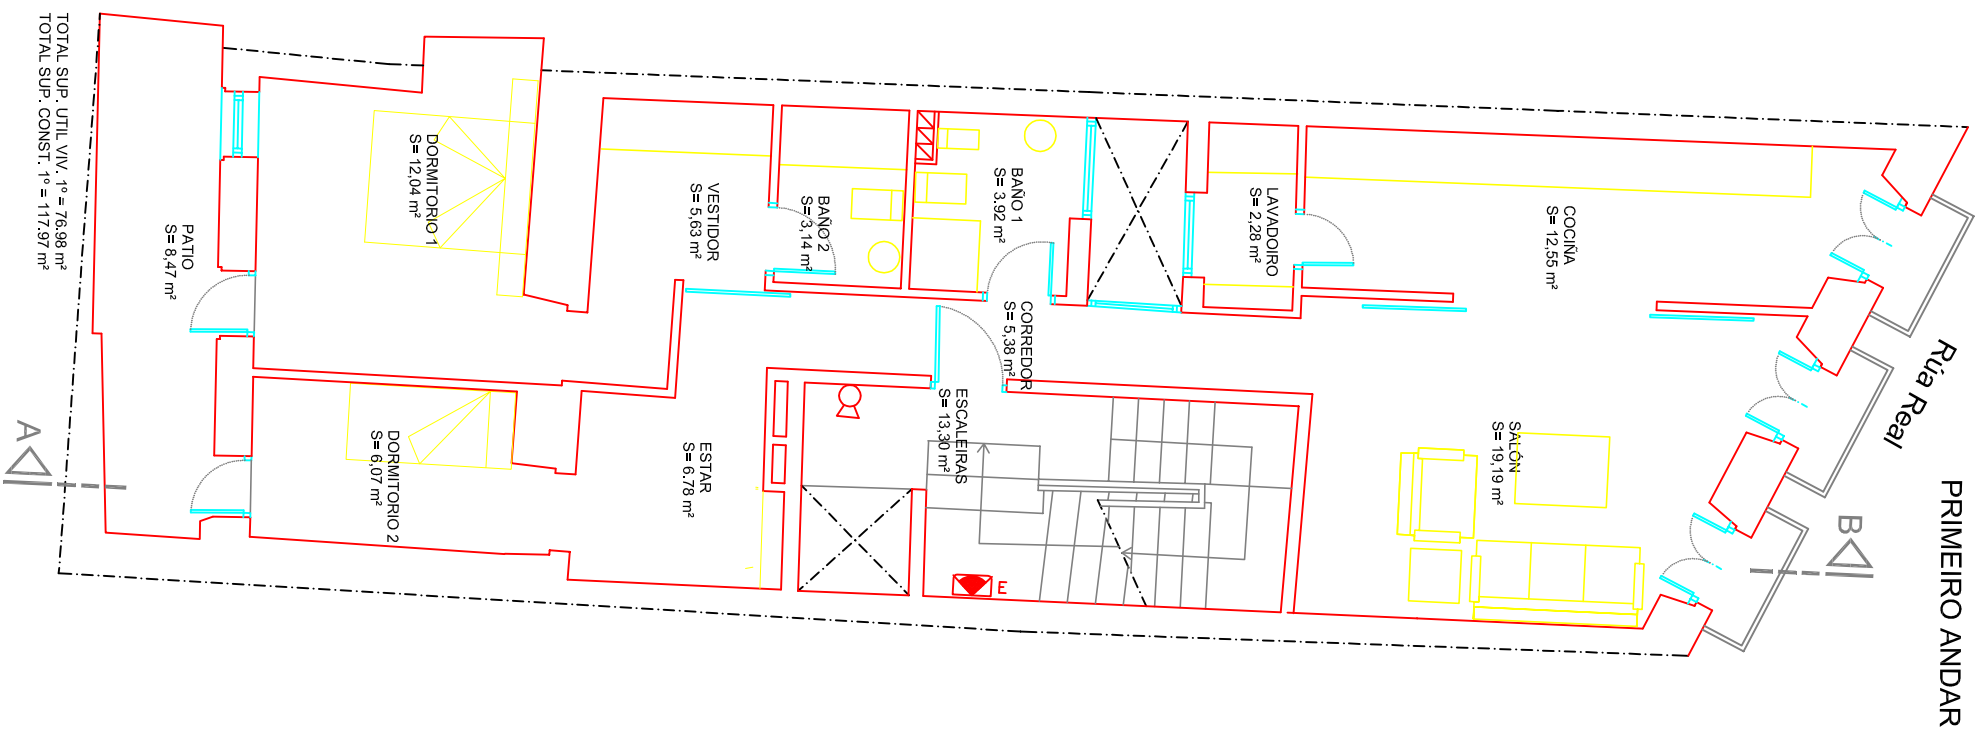 PRIMEIRO ANDAR
Rúa Real
B
COCIÑA
S= 12,55 m²
SALÓN
S= 19,19 m²
LAVADOIRO
S= 2,28 m²
BAÑO 1
S= 3,92 m²
CORREDOR
S= 5,38 m²
ESCALEIRAS
S= 13,30 m²
E
BAÑO 2
S= 3,14 m²
VESTIDOR
S= 5,63 m²
ESTAR
S= 6.78 m²
DORMITORIO 1
S= 12,04 m²
DORMITORIO 2
S= 6,07 m²
PATIO
S= 8,47 m²
A
TOTAL SUP. UTIL VIV. 1º = 76.98 m²
TOTAL SUP. CONST. 1º = 117.97 m²